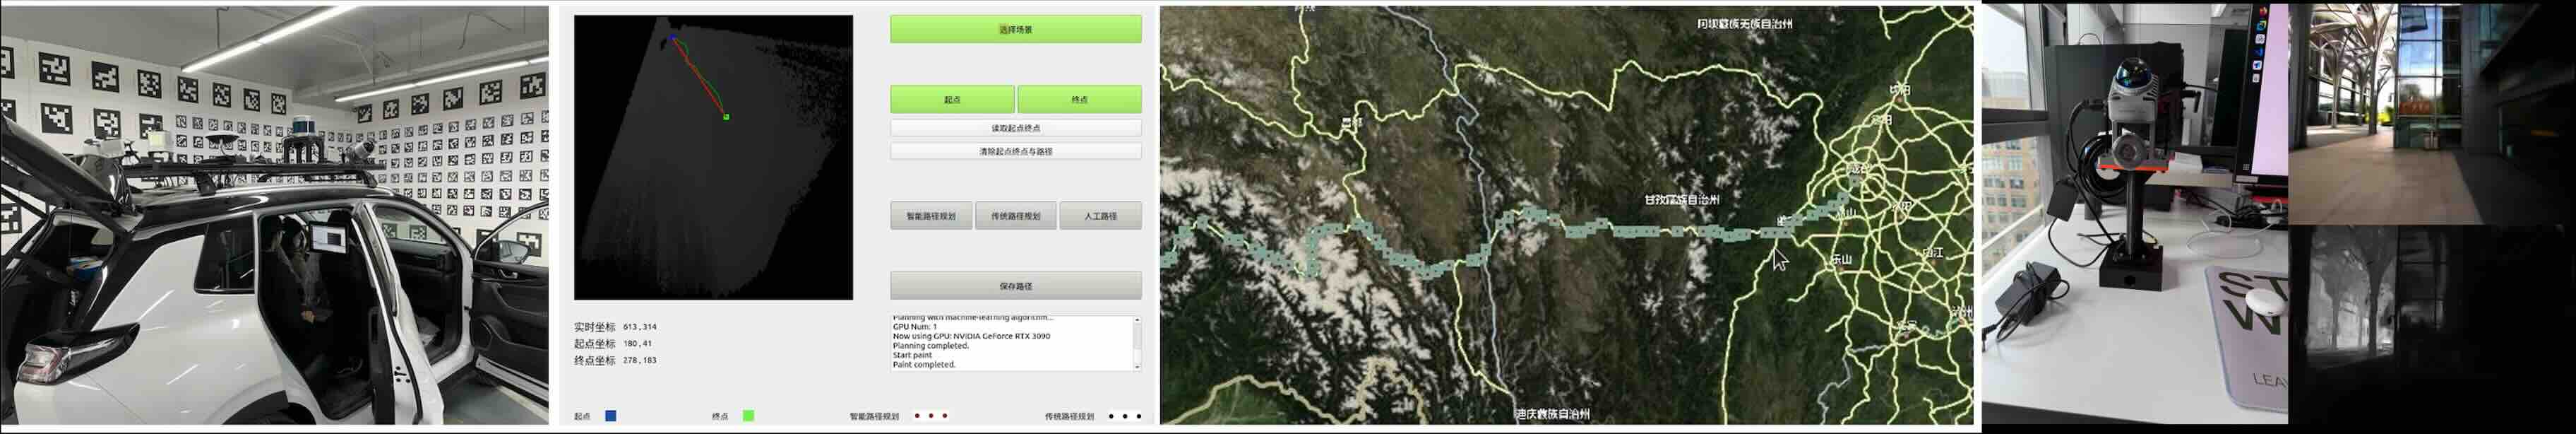 选择场景
起点
终点
读取起点终点
清除起点终点与路径
智能路径规划
传统路径规划
人工路径
保存路径
实时坐标 613,314
起点坐标 180,41
终点坐标 278,183
Planning with machine-learning algorithm...
GPU Num: 1
Now using GPU: NVIDIA GeForce RTX 3090
Planning completed.
Start paint
Paint completed.
起点
终点
智能路径规划
传统路径规划
阿坝藏族羌族自治州
甘孜藏族自治州
乐山
内江
迪庆藏族自治州
ST
W
LEA